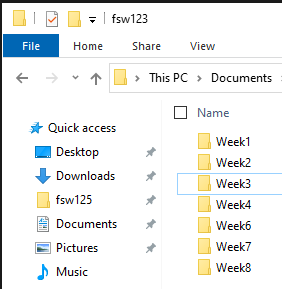 fsw123
File Home Share View
This PC Documents
Name
Quick access
Desktop
Downloads
fsw125
Documents
Pictures
Music
Week1
Week2
Week3
Week4
Week6
Week7
Week8